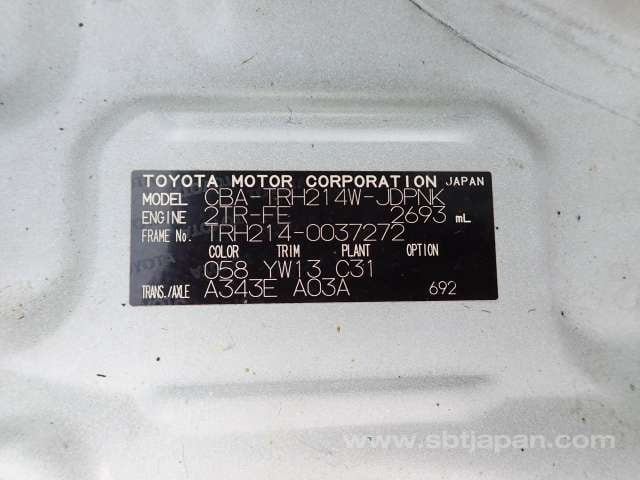 TOYOTA MOTOR CORPORATION JAPAN
MODEL CBA-TRH214W-JDPNK
ENGINE 2TR-FE 2693 mL
FRAME No. TRH214-0037272
COLOR TRIM PLANT OPTION
058 YW13 C31
TRANS./AXLE A343E A03A 692
www.sbtjapan.com